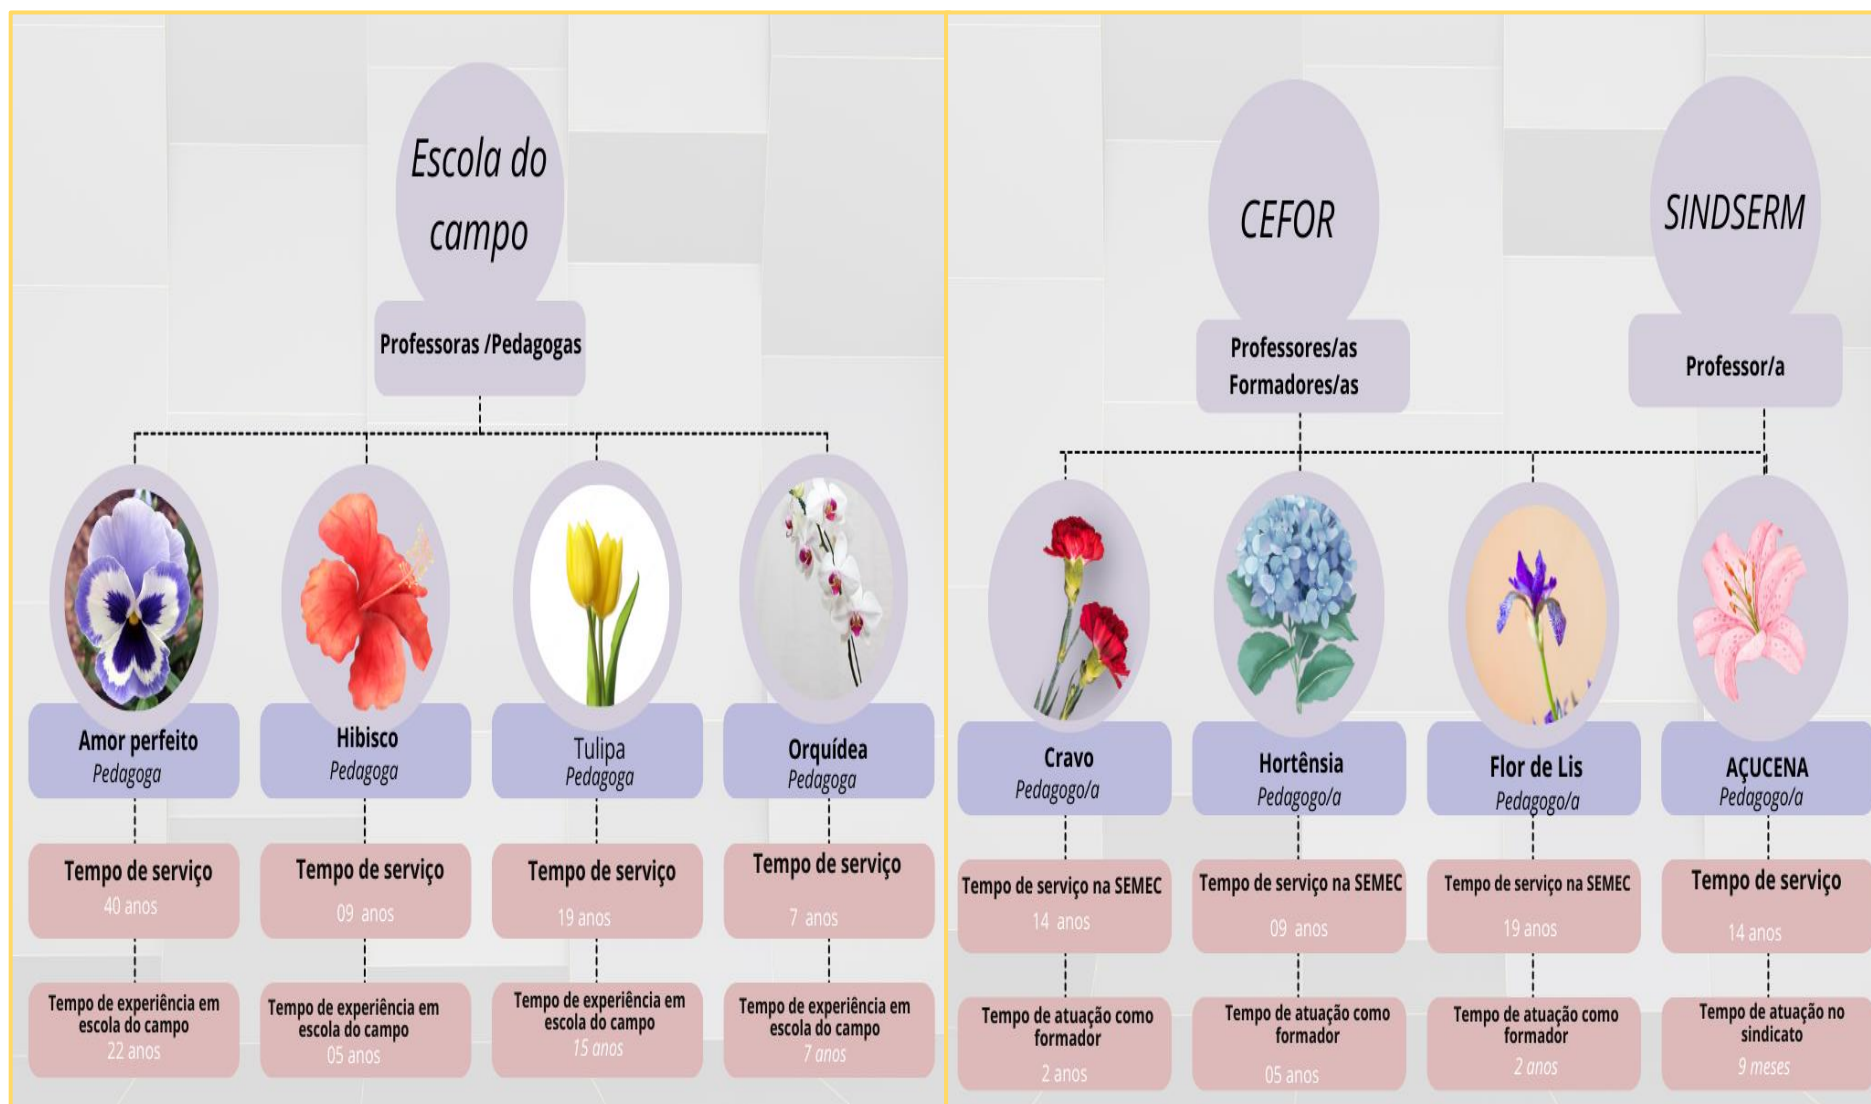 Escola do
campo
Professoras /Pedagogas
Amor perfeito
Pedagoga
Hibisco
Pedagoga
Tulipa
Pedagoga
Orquídea
Pedagoga
Tempo de serviço
40 anos
Tempo de serviço
09 anos
Tempo de serviço
19 anos
Tempo de serviço
7 anos
Tempo de experiência em
escola do campo
22 anos
Tempo de experiência em
escola do campo
05 anos
Tempo de experiência em
escola do campo
15 anos
Tempo de experiência em
escola do campo
7 anos
CEFOR
Professores/as
Formadores/as
SINDSERM
Professor/a
Cravo
Pedagogo/a
Hortênsia
Pedagogo/a
Flor de Lis
Pedagogo/a
AÇUCENA
Pedagogo/a
Tempo de serviço na SEMEC
14 anos
Tempo de serviço na SEMEC
09 anos
Tempo de serviço na SEMEC
19 anos
Tempo de serviço
14 anos
Tempo de atuação como
formador
2 anos
Tempo de atuação como
formador
05 anos
Tempo de atuação como
formador
2 anos
Tempo de atuação no
sindicato
9 meses